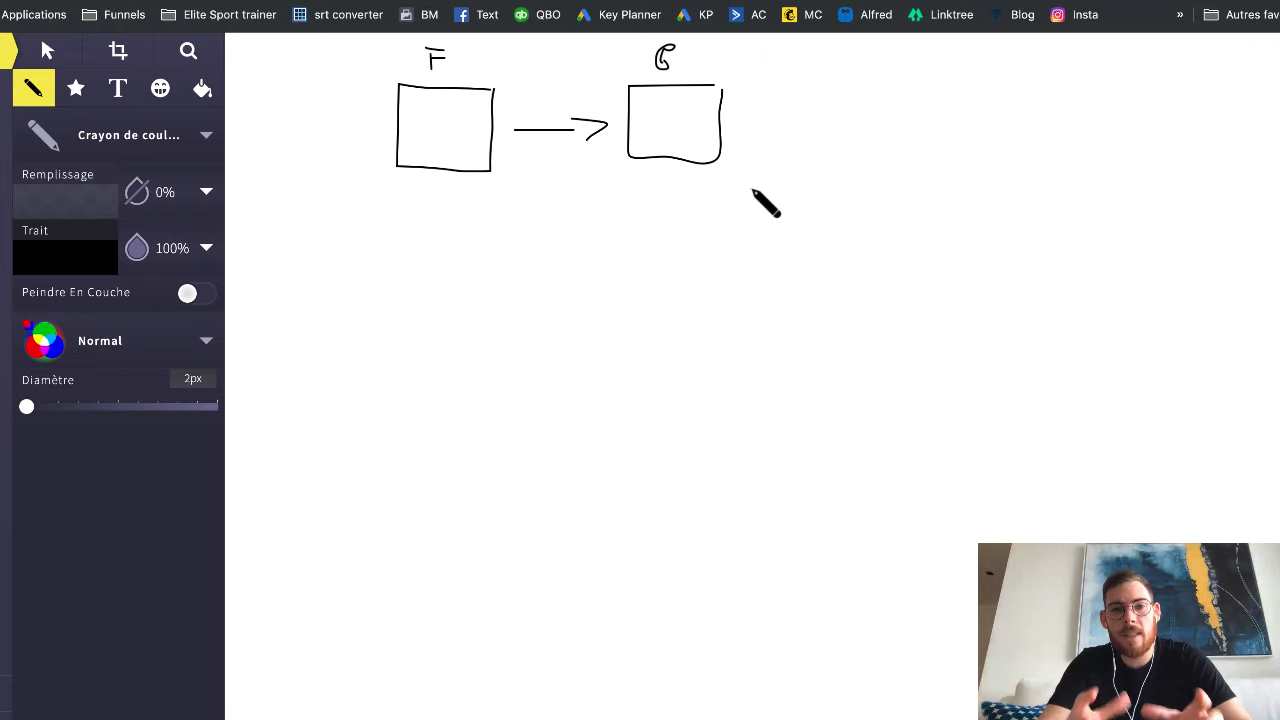 Applications Funnels Elite Sport trainer srt converter BM Text QBO Key Planner KP AC MC Alfred Linktree Blog Insta » Autres fav
F
Crayon de coul...
Remplissage
0%
Trait
100%
Peindre En Couche
Normal
Diamètre 2px